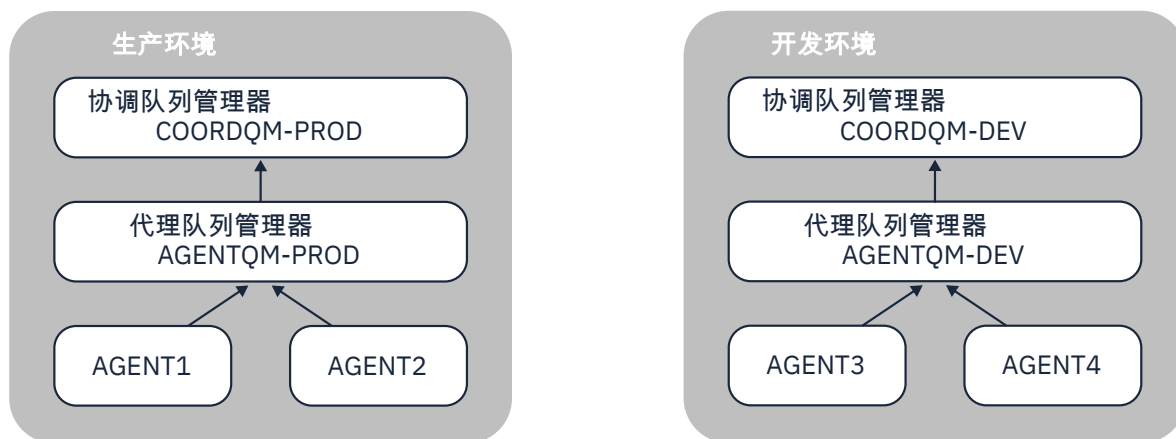 生产环境
协调队列管理器
COORDQM-PROD
代理队列管理器
AGENTQM-PROD
AGENT1
AGENT2
开发环境
协调队列管理器
COORDQM-DEV
代理队列管理器
AGENTQM-DEV
AGENT3
AGENT4